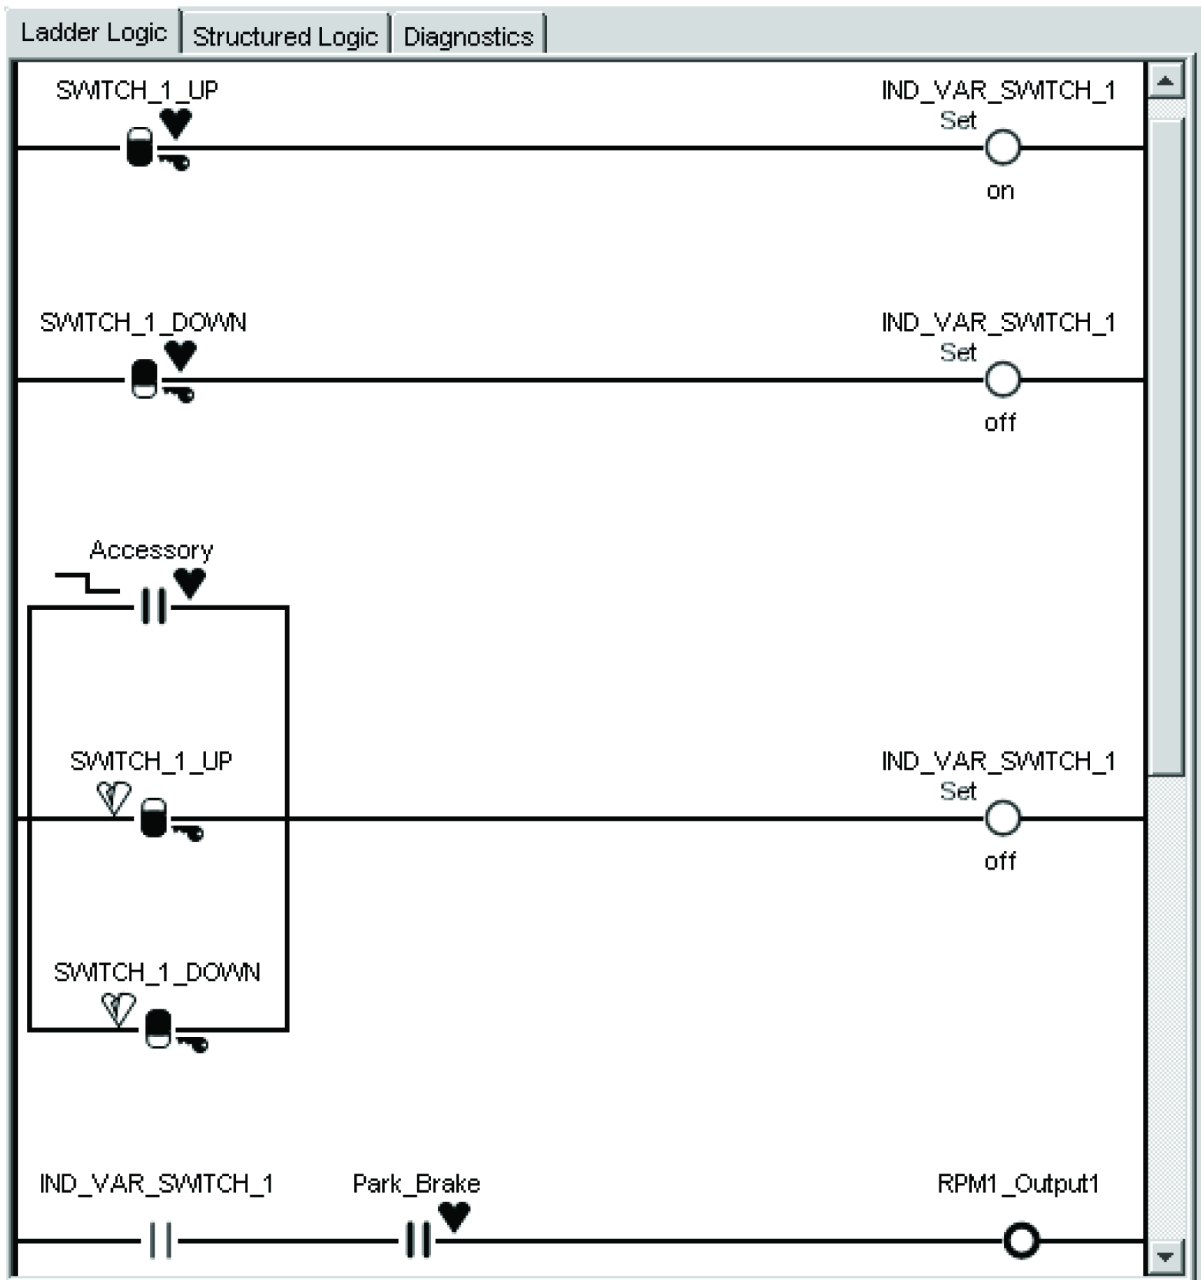 Ladder Logic Structured Logic Diagnostics
SWITCH_1_UP IND_VAR_SWITCH_1
Set
on
SWITCH_1_DOWN IND_VAR_SWITCH_1
Set
off
Accessory
SWITCH_1_UP IND_VAR_SWITCH_1
Set
off
SWITCH_1_DOWN
IND_VAR_SWITCH_1 Park_Brake RPM1_Output1